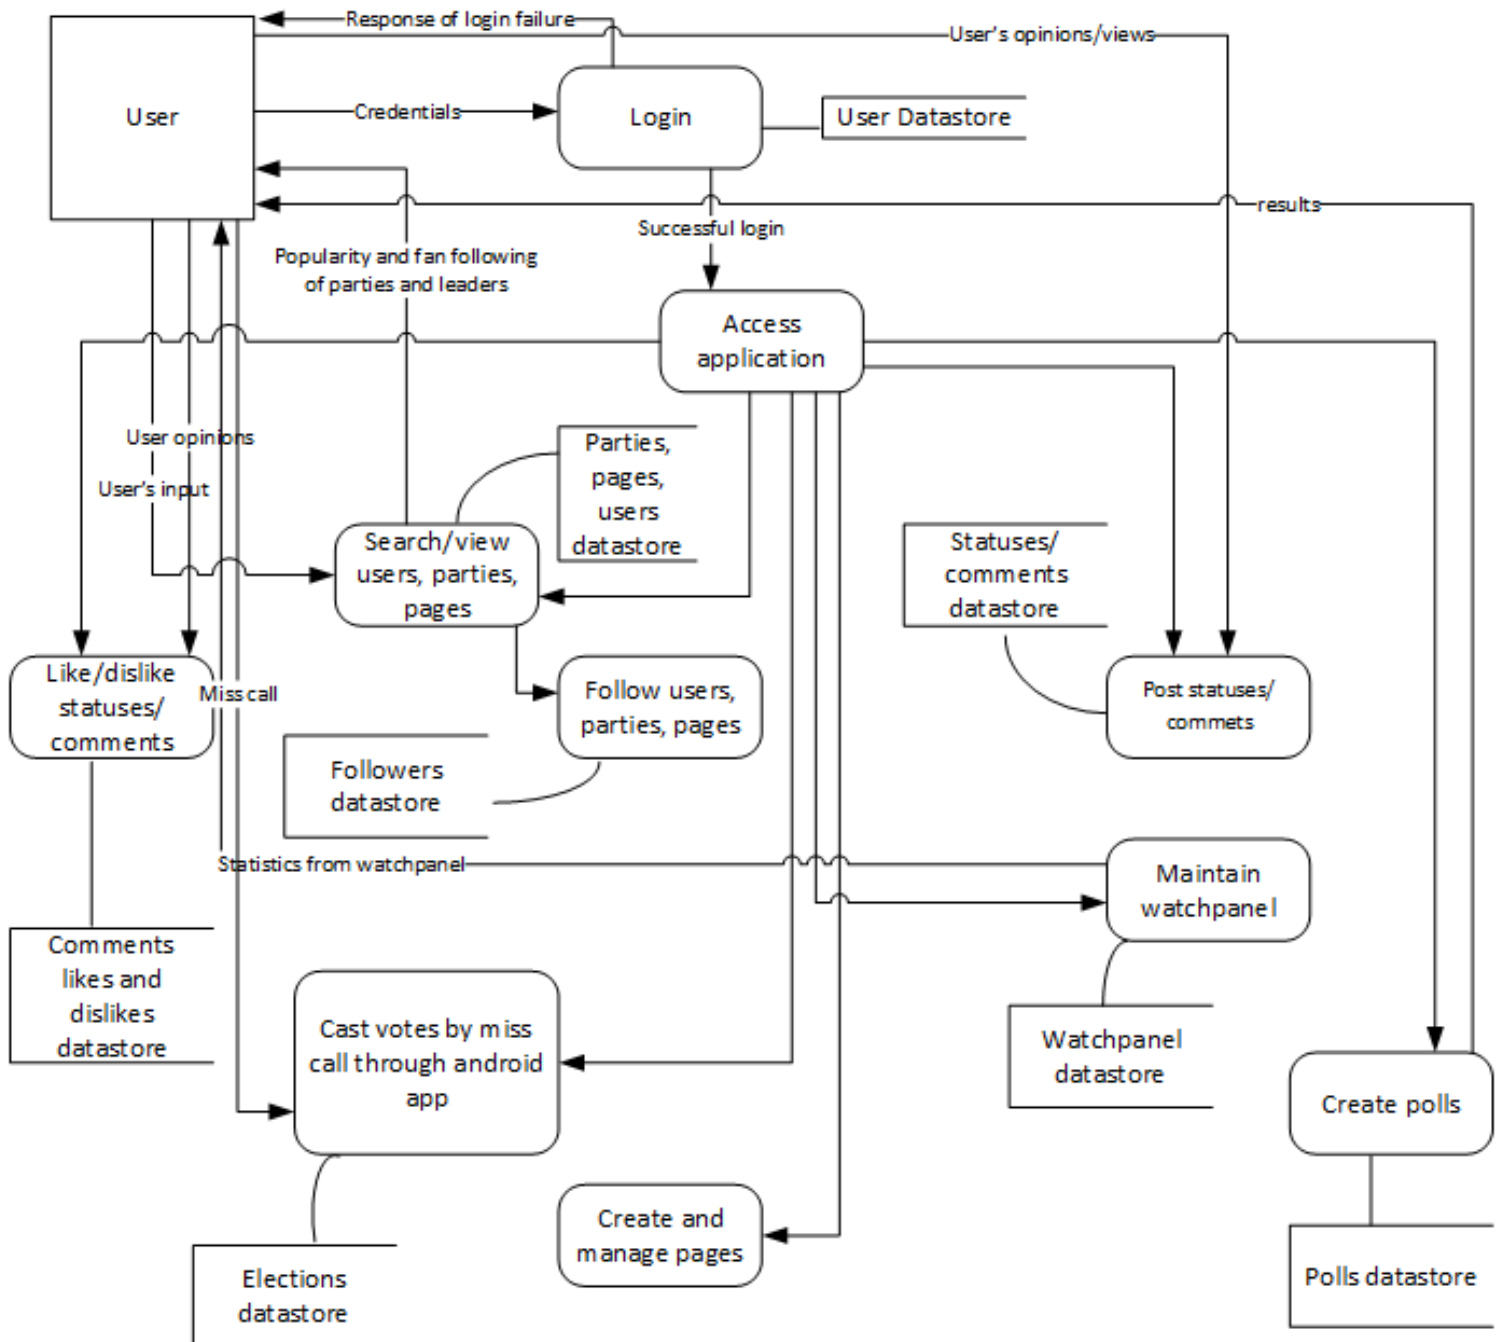 Response of login failure
User's opinions/views
User
Credentials
Login
User Datastore
results
Successful login
Popularity and fan following
of parties and leaders
Access
application
User opinions
User's input
Parties,
pages,
users
datastore
Search/view
users, parties,
pages
Statuses/
comments
datastore
Like/dislike
statuses/
comments
Miss call
Follow users,
parties, pages
Post statuses/
commets
Followers
datastore
Statistics from watchpanel
Maintain
watchpanel
Comments
likes and
dislikes
datastore
Cast votes by miss
call through android
app
Watchpanel
datastore
Create polls
Create and
manage pages
Elections
datastore
Polls datastore